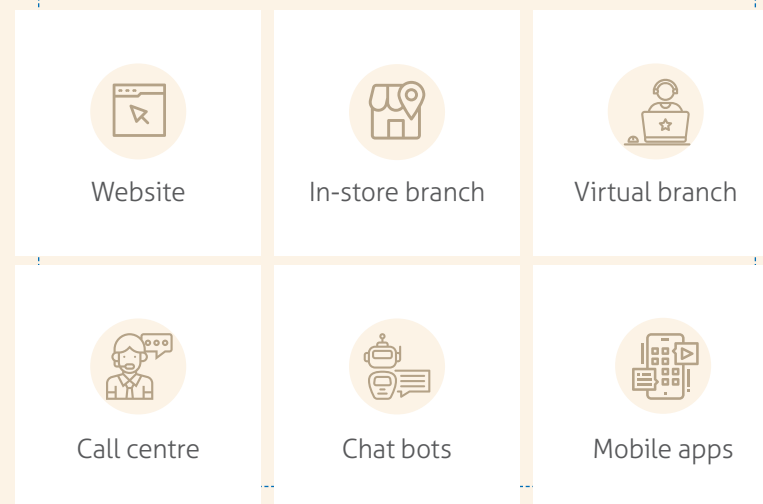 Website
In-store branch
Virtual branch
Call centre
Chat bots
Mobile apps